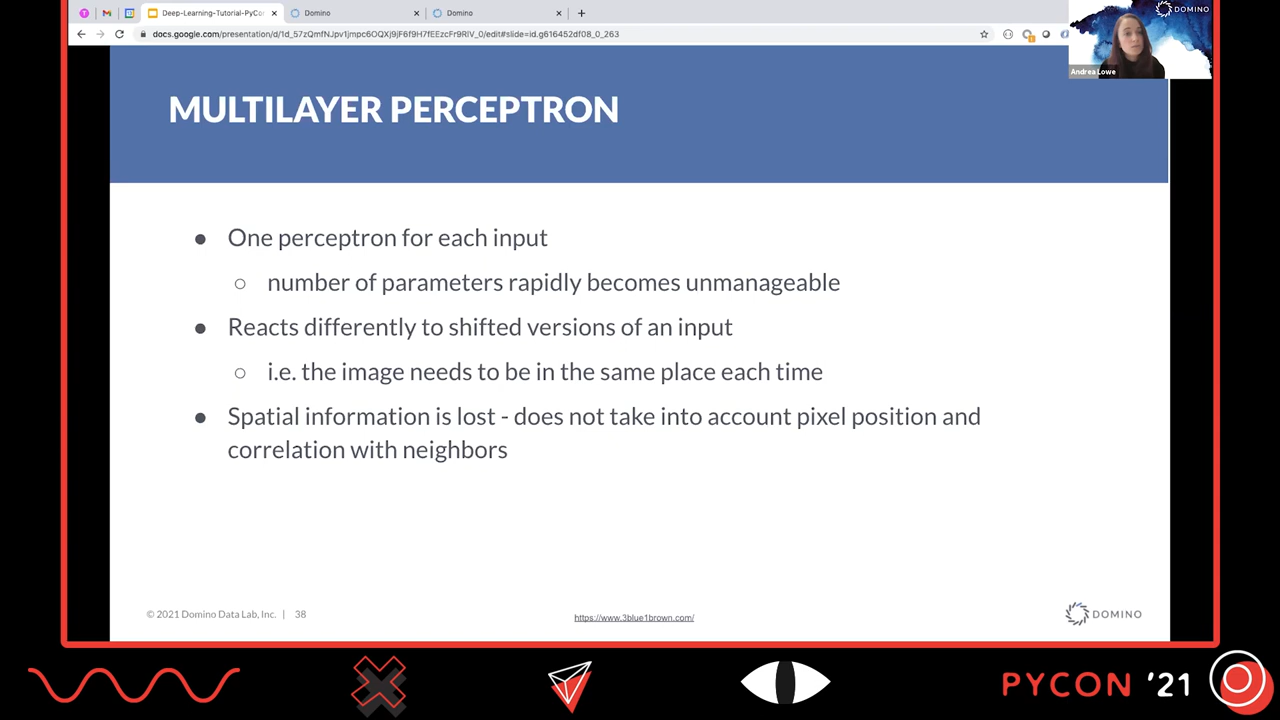 Deep-Learning-Tutorial-PyCo
Domino
Domino
docs.google.com/presentation/d/1d_57zQmfNJpv1jmpc6OQXj9jF6f9H7fEEzcFr9RlV_0/edit#slide=id.g616452df08_0_263
DOMINO
Andrea Lowe
MULTILAYER PERCEPTRON
● One perceptron for each input
○ number of parameters rapidly becomes unmanageable
● Reacts differently to shifted versions of an input
○ i.e. the image needs to be in the same place each time
● Spatial information is lost - does not take into account pixel position and
correlation with neighbors
© 2021 Domino Data Lab, Inc. | 38
https://www.3blue1brown.com/
DOMINO
PYCON '21